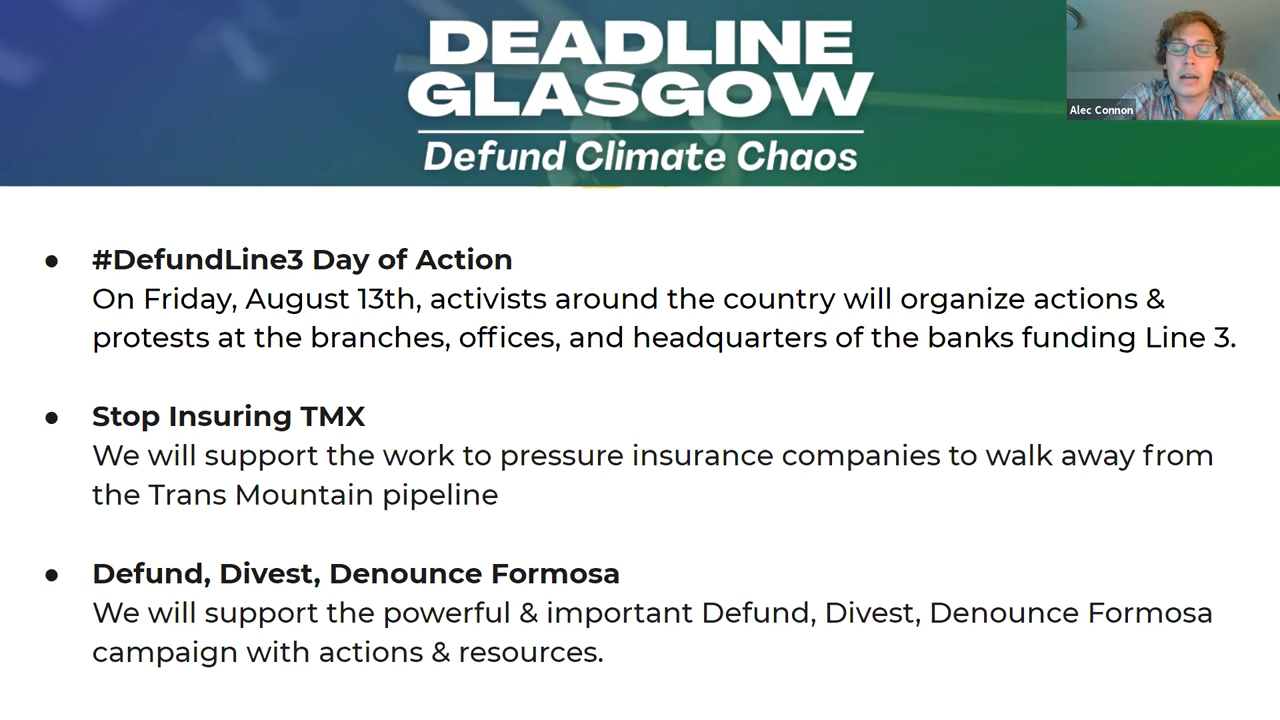 DEADLINE
GLASGOW
Defund Climate Chaos
Alec Connon
● #DefundLine3 Day of Action
On Friday, August 13th, activists around the country will organize actions &
protests at the branches, offices, and headquarters of the banks funding Line 3.
● Stop Insuring TMX
We will support the work to pressure insurance companies to walk away from
the Trans Mountain pipeline
● Defund, Divest, Denounce Formosa
We will support the powerful & important Defund, Divest, Denounce Formosa
campaign with actions & resources.